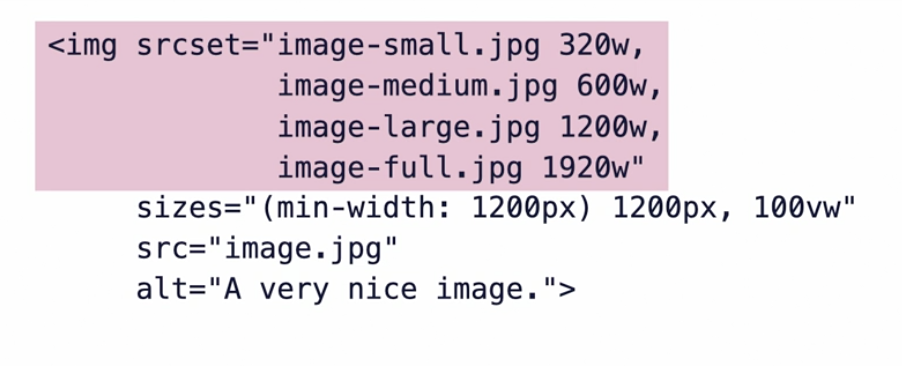 <img srcset="image-small.jpg 320w,
image-medium.jpg 600w,
image-large.jpg 1200w,
image-full.jpg 1920w"
sizes="(min-width: 1200px) 1200px, 100vw"
src="image.jpg"
alt="A very nice image.">